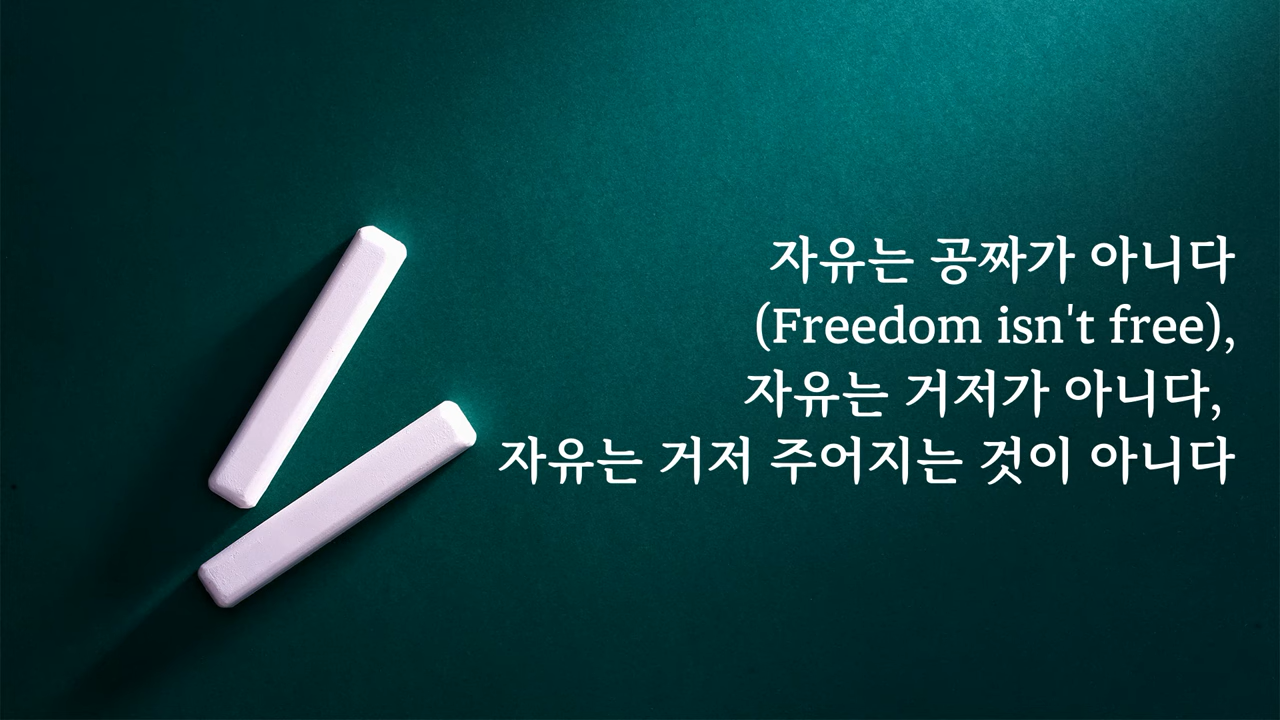 자유는 공짜가 아니다
(Freedom isn't free),
자유는 거저가 아니다,
자유는 거저 주어지는 것이 아니다